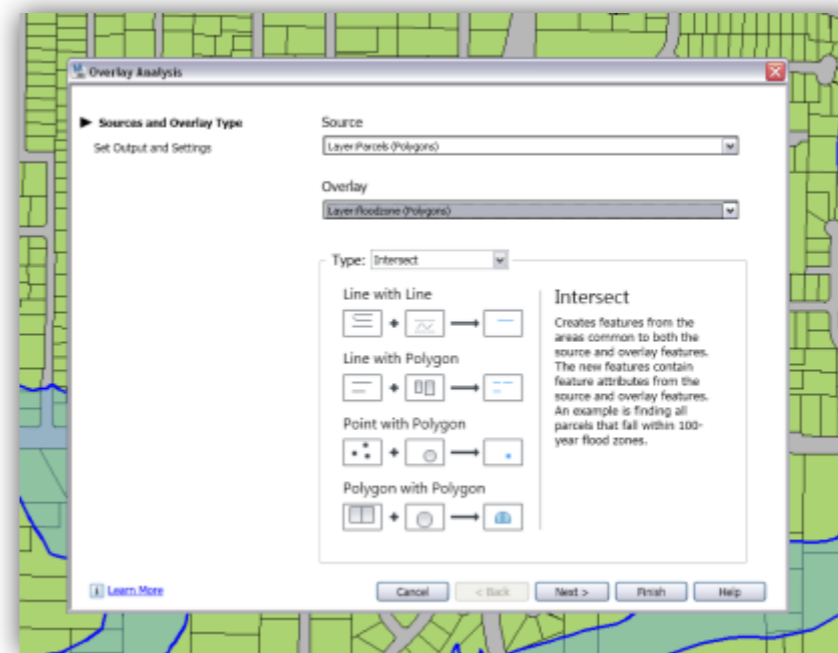 Overlay Analysis
Sources and Overlay Type
Set Output and Settings
Source
Layer:Parcels (Polygons)
Overlay
Layer:floodzone (Polygons)
Type: Intersect
Line with Line
Line with Polygon
Point with Polygon
Polygon with Polygon
Intersect
Creates features from the
areas common to both the
source and overlay features.
The new features contain
feature attributes from the
source and overlay features.
An example is finding all
parcels that fall within 100-
year flood zones.
Learn More
Cancel
< Back
Next >
Finish
Help